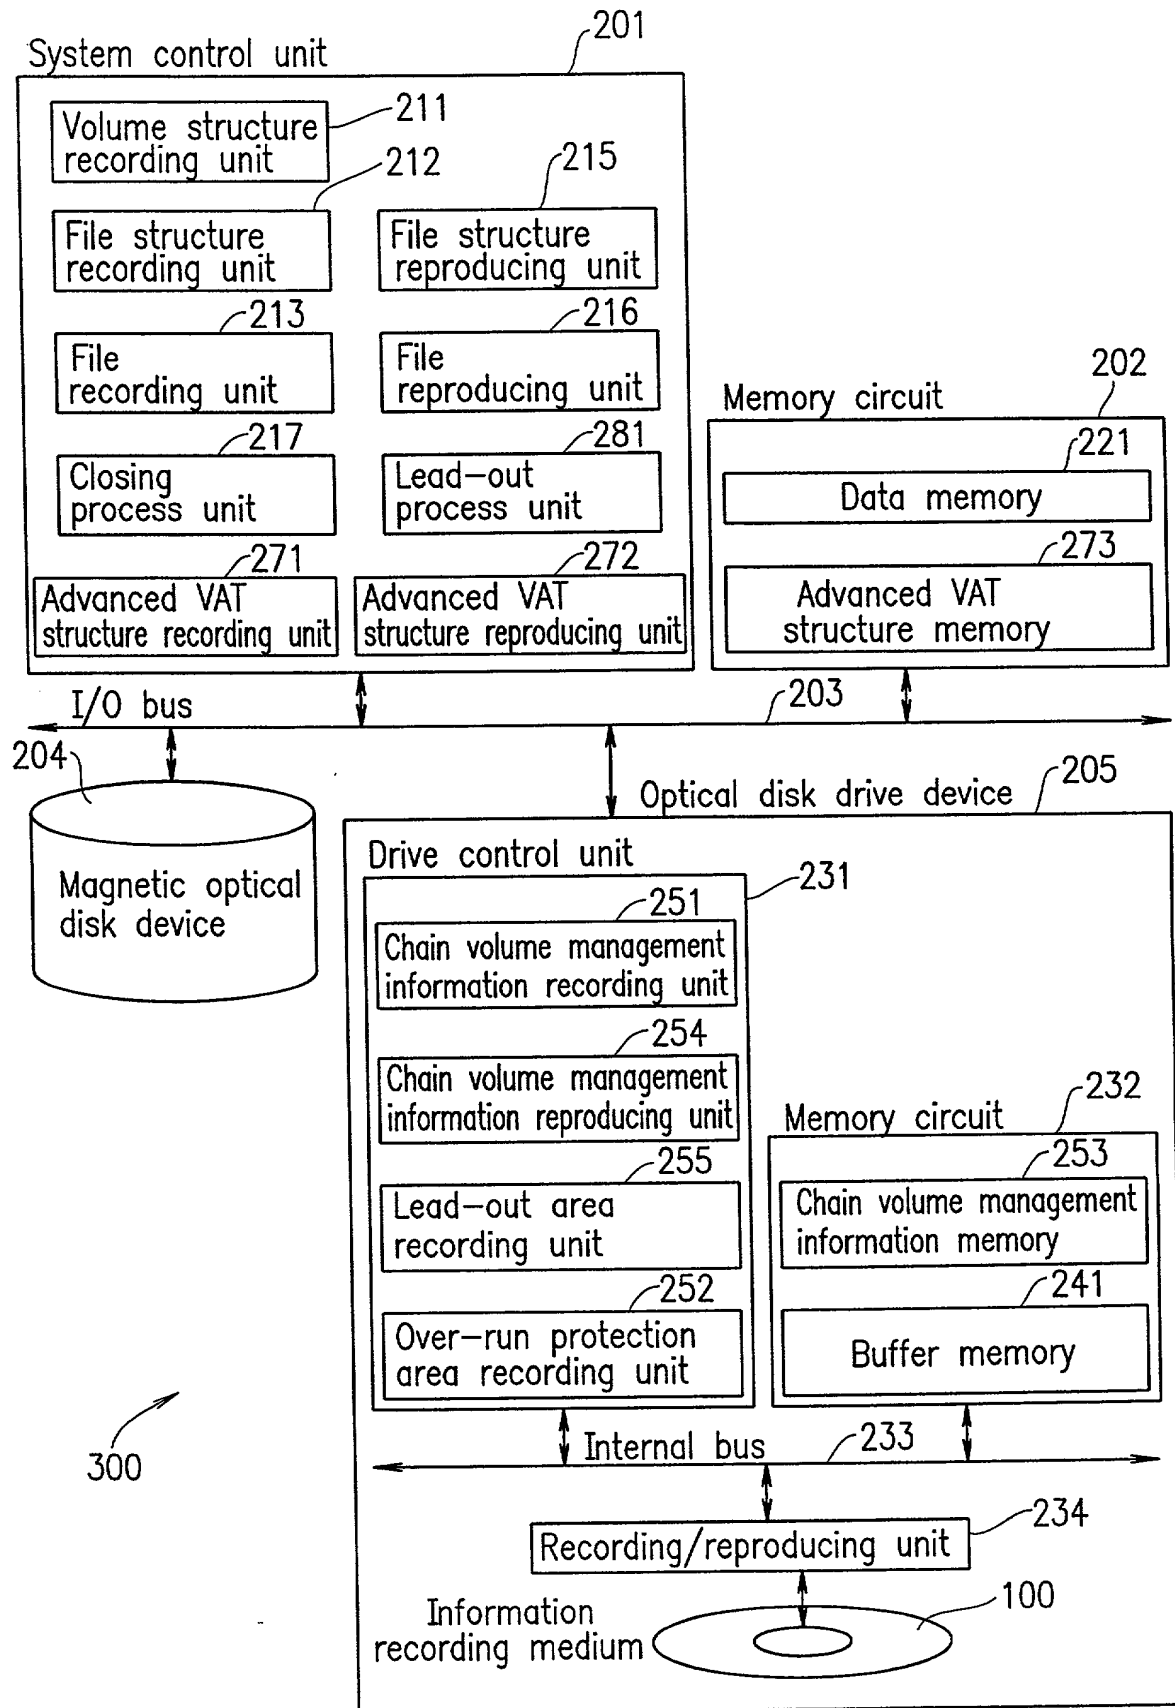 201
System control unit
211
Volume structure
recording unit
212
215
File structure
recording unit
File structure
reproducing unit
213
216
File
recording unit
File
reproducing unit
217
281
Closing
process unit
Lead-out
process unit
271
272
Advanced VAT
structure recording unit
Advanced VAT
structure reproducing unit
202
Memory circuit
221
Data memory
273
Advanced VAT
structure memory
I/O bus
203
204
Magnetic optical
disk device
205
Optical disk drive device
Drive control unit
231
251
Chain volume management
information recording unit
254
Chain volume management
information reproducing unit
255
Lead-out area
recording unit
252
Over-run protection
area recording unit
232
Memory circuit
253
Chain volume management
information memory
241
Buffer memory
300
Internal bus
233
234
Recording/reproducing unit
100
Information
recording medium